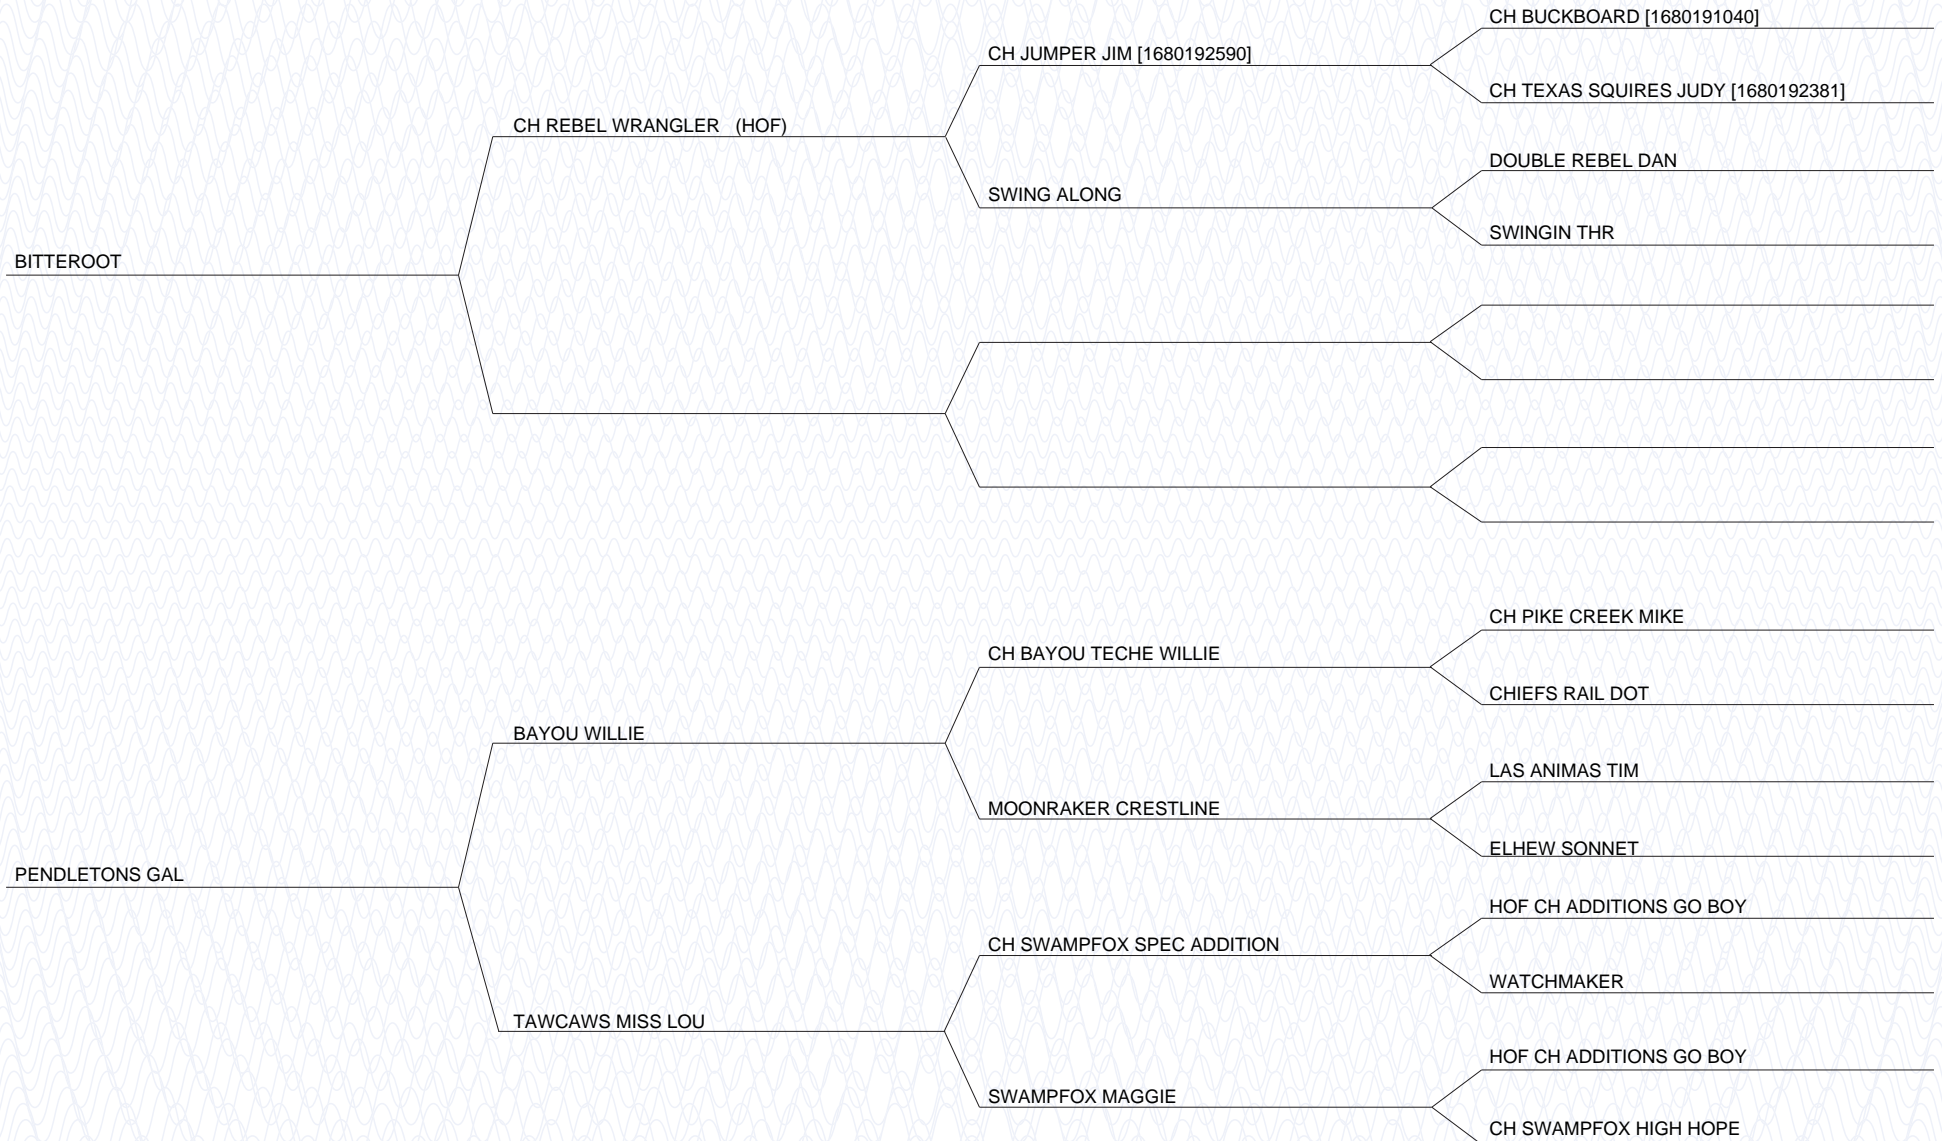 CH BUCKBOARD [1680191040]
CH JUMPER JIM [1680192590]
CH TEXAS SQUIRES JUDY [1680192381]
CH REBEL WRANGLER (HOF)
DOUBLE REBEL DAN
SWING ALONG
SWINGIN THR
BITTEROOT
CH PIKE CREEK MIKE
CH BAYOU TECHE WILLIE
CHIEFS RAIL DOT
BAYOU WILLIE
LAS ANIMAS TIM
MOONRAKER CRESTLINE
ELHEW SONNET
PENDLETONS GAL
HOF CH ADDITIONS GO BOY
CH SWAMPFOX SPEC ADDITION
WATCHMAKER
TAWCAWS MISS LOU
HOF CH ADDITIONS GO BOY
SWAMPFOX MAGGIE
CH SWAMPFOX HIGH HOPE